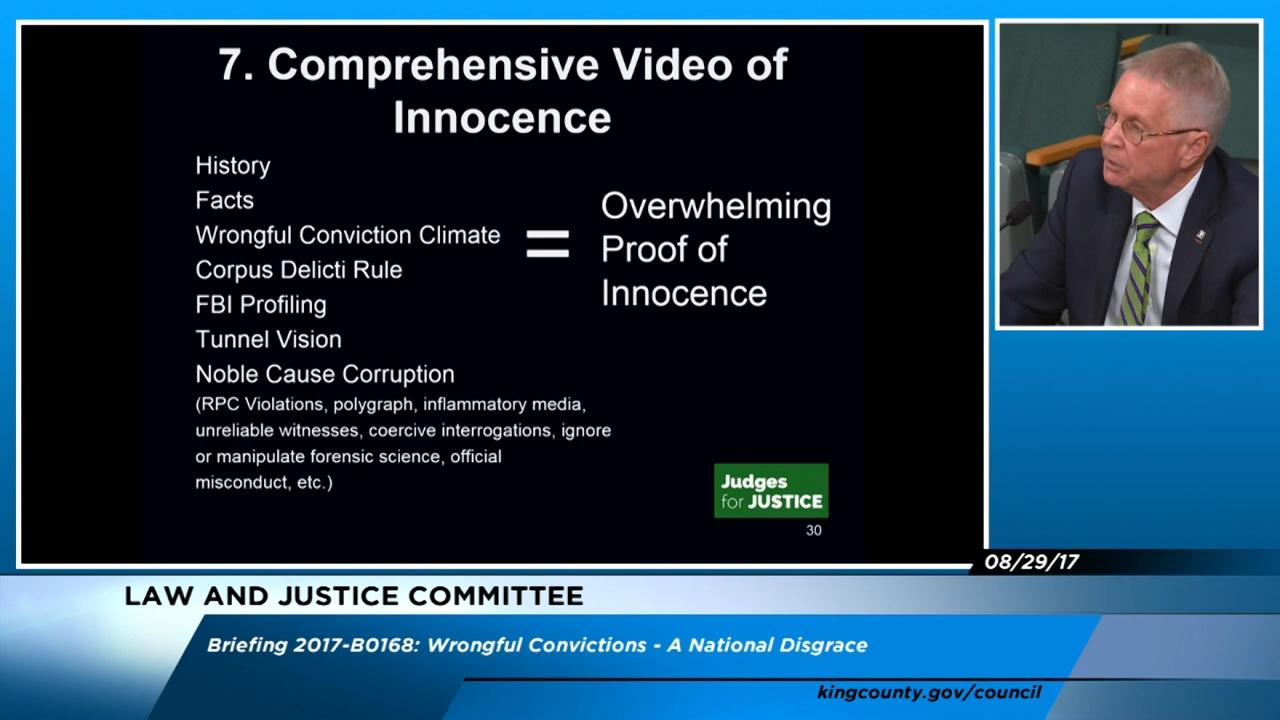 7. Comprehensive Video of
Innocence
History
Facts
Wrongful Conviction Climate
Corpus Delicti Rule
FBI Profiling
Tunnel Vision
Noble Cause Corruption
(RPC Violations, polygraph, inflammatory media,
unreliable witnesses, coercive interrogations, ignore
or manipulate forensic science, official
misconduct, etc.)
=
Overwhelming
Proof of
Innocence
Judges
for JUSTICE
30
08/29/17
LAW AND JUSTICE COMMITTEE
Briefing 2017-B0168: Wrongful Convictions - A National Disgrace
kingcounty.gov/council